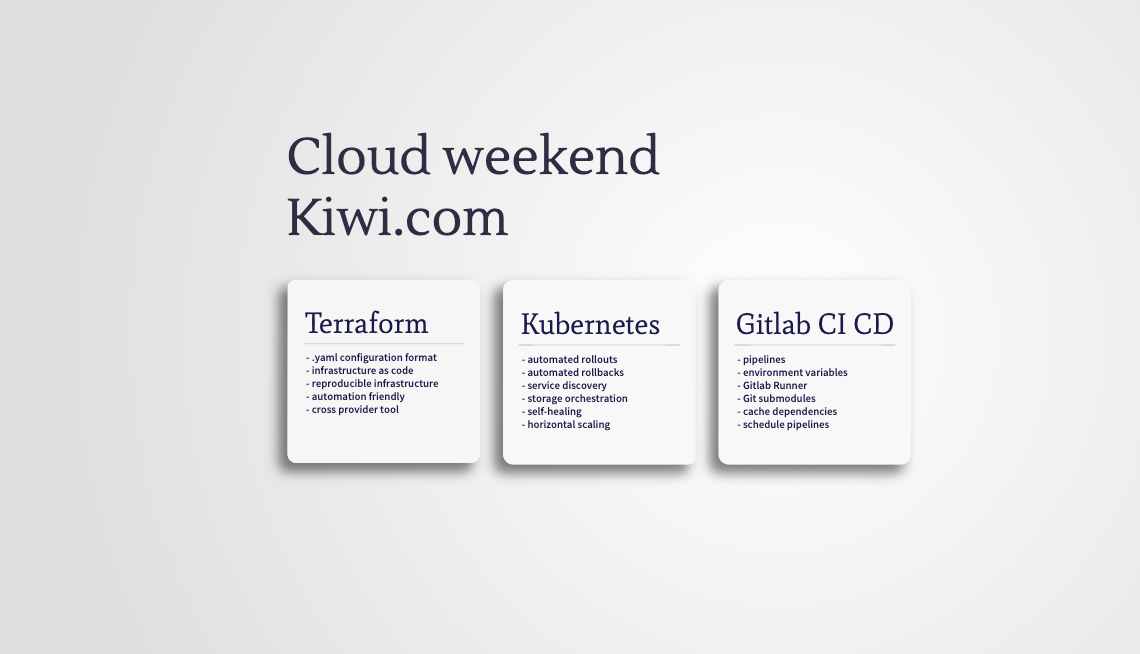 Cloud weekend
Kiwi.com
Terraform
- .yaml configuration format
- infrastructure as code
- reproducible infrastructure
- automation friendly
- cross provider tool
Kubernetes
- automated rollouts
- automated rollbacks
- service discovery
- storage orchestration
- self-healing
- horizontal scaling
Gitlab CI CD
- pipelines
- environment variables
- Gitlab Runner
- Git submodules
- cache dependencies
- schedule pipelines